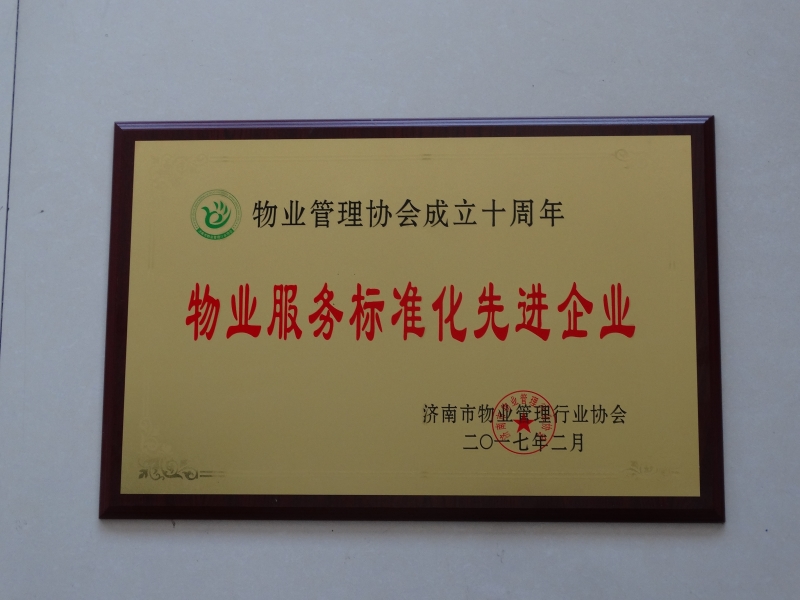 物业管理协会成立十周年
物业服务标准化先进企业
济南市物业管理行业协会
二〇一七年二月